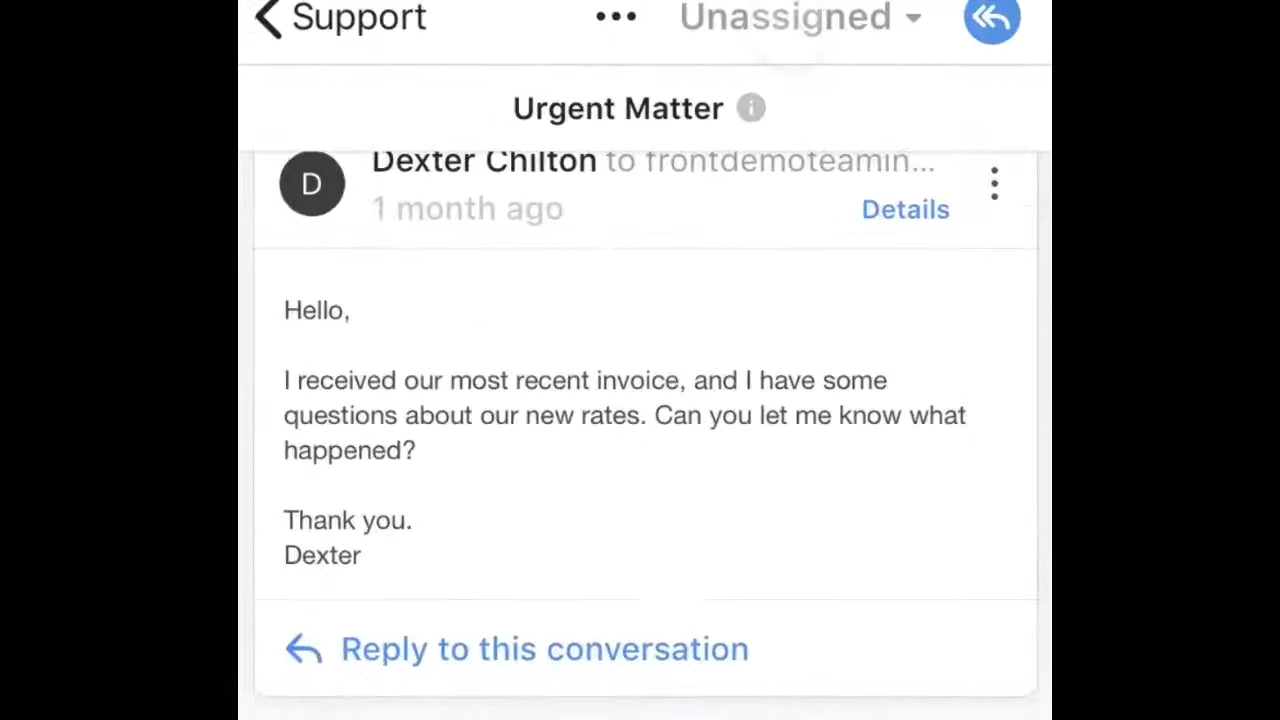 Support
Unassigned
Urgent Matter
D
Dexter Chilton to frontdemoteamin...
1 month ago
Details
Hello,
I received our most recent invoice, and I have some
questions about our new rates. Can you let me know what
happened?
Thank you.
Dexter
Reply to this conversation